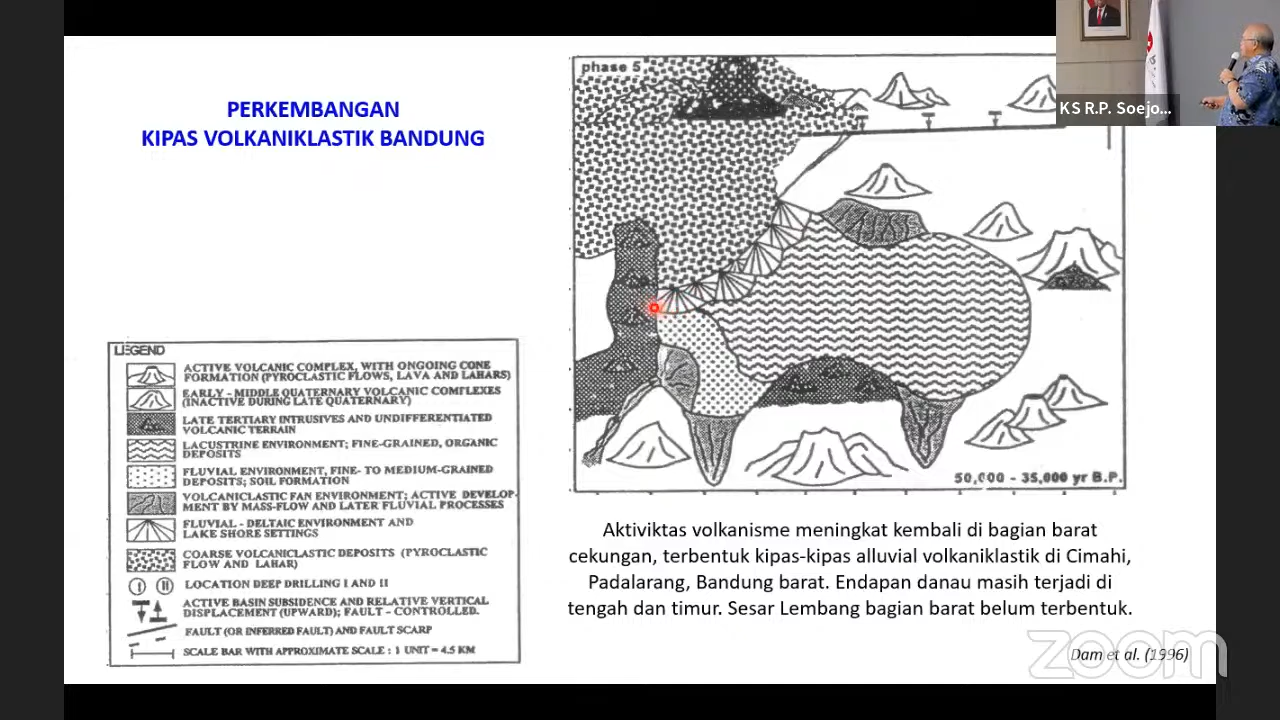 PERKEMBANGAN
KIPAS VOLKANIKLASTIK BANDUNG
phase 5
KS R.P. Soejo...
50,000 - 35,000 yr B.P.
LEGEND
ACTIVE VOLCANIC COMPLEX, WITH ONGOING CONE
FORMATION (PYROCLASTIC FLOWS, LAVA AND LAHARS)
EARLY - MIDDLE QUATERNARY VOLCANIC COMPLEXES
(INACTIVE DURING LATE QUATERNARY)
LATE TERTIARY INTRUSIVES AND UNDIFFERENTIATED
VOLCANIC TERRAIN
LACUSTRINE ENVIRONMENT; FINE-GRAINED, ORGANIC
DEPOSITS
FLUVIAL ENVIRONMENT, FINE- TO MEDIUM-GRAINED
DEPOSITS; SOIL FORMATION
VOLCANICLASTIC FAN ENVIRONMENT; ACTIVE DEVELOP-
MENT BY MASS-FLOW AND LATER FLUVIAL PROCESSES
FLUVIAL - DELTAIC ENVIRONMENT AND
LAKE SHORE SETTINGS
COARSE VOLCANICLASTIC DEPOSITS (PYROCLASTIC
FLOW AND LAHAR)
I II LOCATION DEEP DRILLING I AND II
ACTIVE BASIN SUBSIDENCE AND RELATIVE VERTICAL
DISPLACEMENT (UPWARD); FAULT - CONTROLLED.
FAULT (OR INFERRED FAULT) AND FAULT SCARP
SCALE BAR WITH APPROXIMATE SCALE : 1 UNIT = 4.5 KM
Aktiviktas volkanisme meningkat kembali di bagian barat
cekungan, terbentuk kipas-kipas alluvial volkaniklastik di Cimahi,
Padalarang, Bandung barat. Endapan danau masih terjadi di
tengah dan timur. Sesar Lembang bagian barat belum terbentuk.
Dam et al. (1996)
zoom